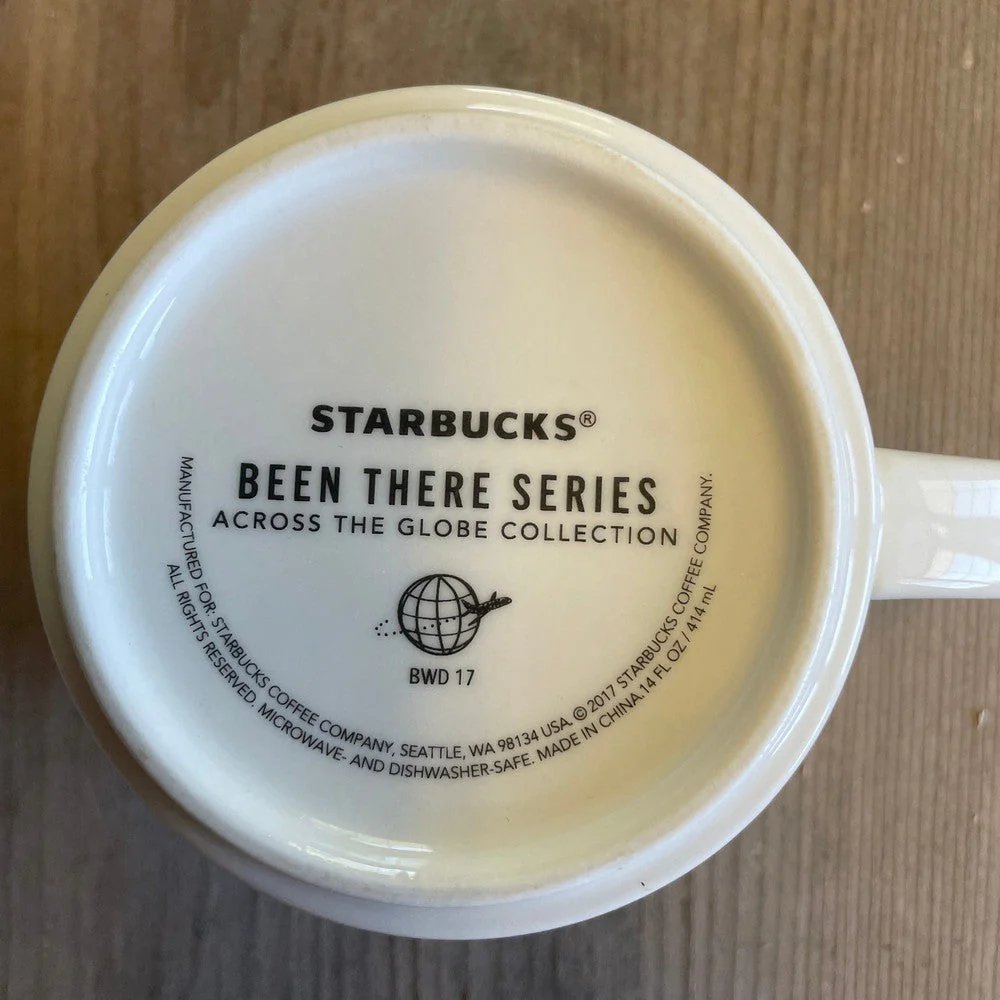 STARBUCKS®
BEEN THERE SERIES
ACROSS THE GLOBE COLLECTION
BWD 17
MANUFACTURED FOR: STARBUCKS COFFEE COMPANY, SEATTLE, WA 98134 USA. ©2017 STARBUCKS COFFEE COMPANY.
ALL RIGHTS RESERVED. MICROWAVE- AND DISHWASHER-SAFE. MADE IN CHINA.14 FL OZ / 414 mL